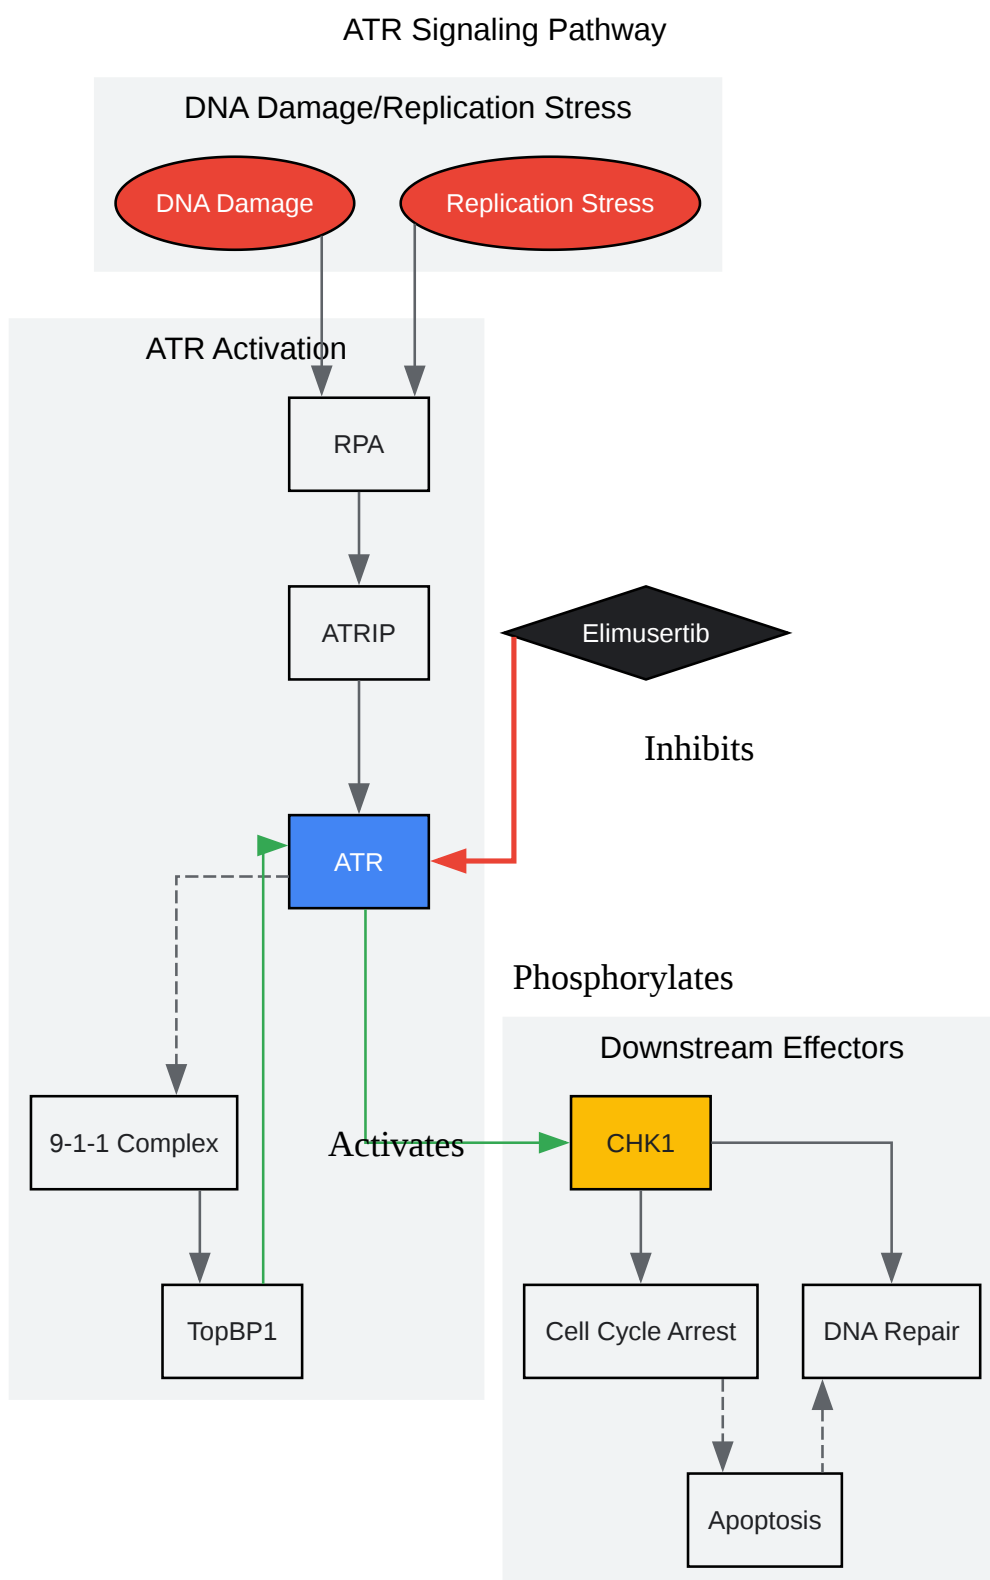 ATR Signaling Pathway
DNA Damage/Replication Stress
DNA Damage
Replication Stress
ATR Activation
RPA
ATRIP
Elimusertib
Inhibits
ATR
Phosphorylates
Downstream Effectors
9-1-1 Complex
Activates
CHK1
TopBP1
Cell Cycle Arrest
DNA Repair
Apoptosis